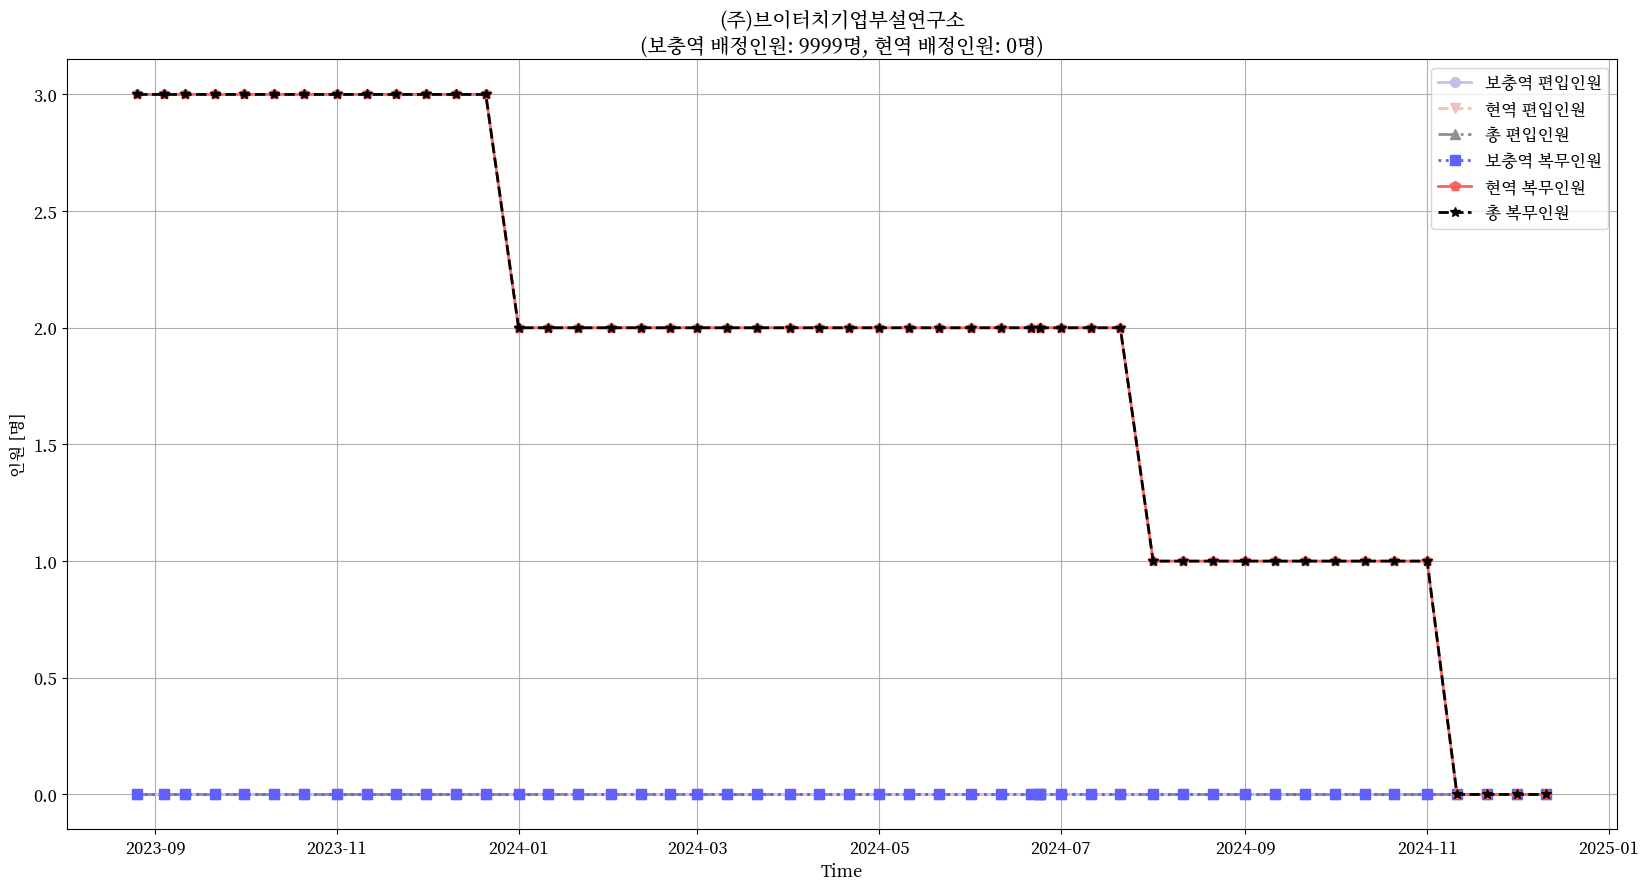 (주)브이터치기업부설연구소
(보충역 배정인원: 9999명, 현역 배정인원: 0명)
보충역 편입인원
현역 편입인원
총 편입인원
보충역 복무인원
현역 복무인원
총 복무인원
인원 [명]
3.0
2.5
2.0
1.5
1.0
0.5
0.0
2023-09 2023-11 2024-01 2024-03 2024-05 2024-07 2024-09 2024-11 2025-01
Time